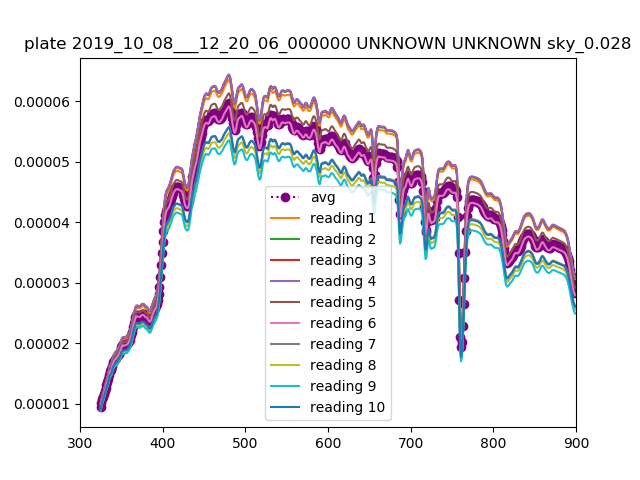 plate 2019_10_08___12_20_06_000000 UNKNOWN UNKNOWN sky_0.028
0.00006
0.00005
0.00004
0.00003
0.00002
0.00001
avg
reading 1
reading 2
reading 3
reading 4
reading 5
reading 6
reading 7
reading 8
reading 9
reading 10
300 400 500 600 700 800 900